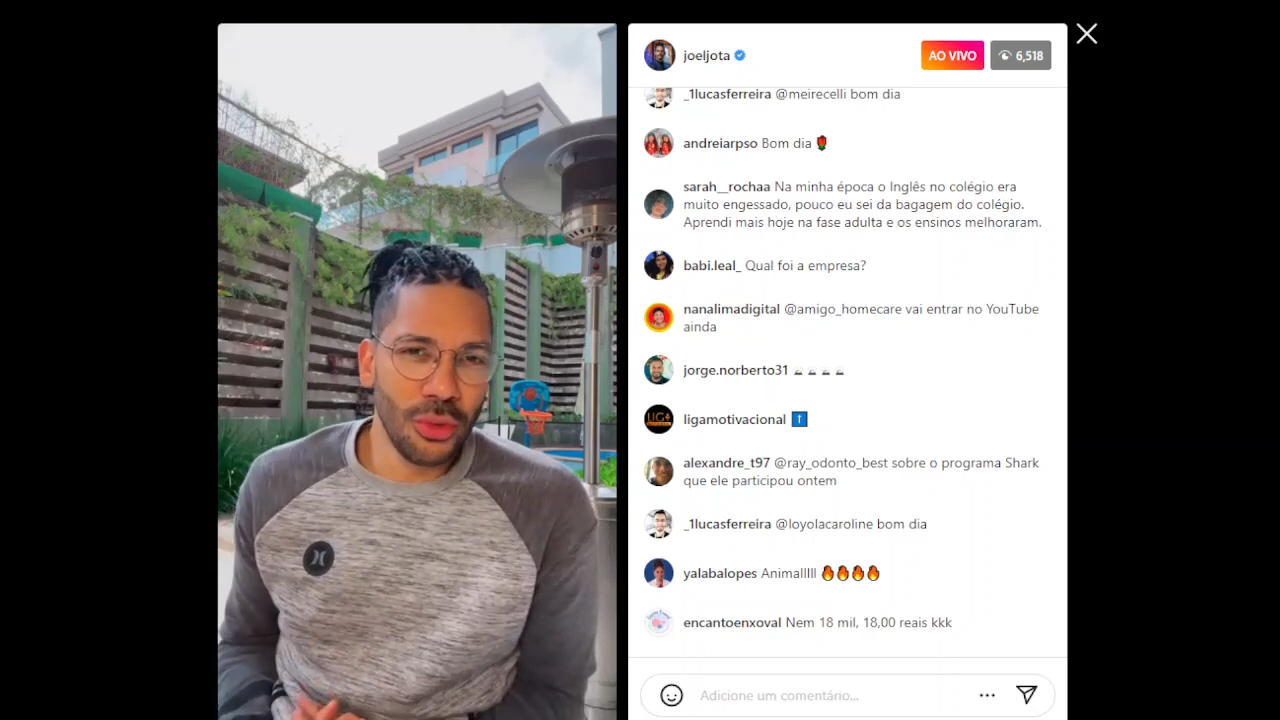 joeljota
AO VIVO
6,518
_1lucasferreira @meirecelli bom dia
andreiarpso Bom dia 🌹
sarah__rochaa Na minha época o Inglês no colégio era
muito engessado, pouco eu sei da bagagem do colégio.
Aprendi mais hoje na fase adulta e os ensinos melhoraram.
babi.leal_ Qual foi a empresa?
nanalimadigital @amigo_homecare vai entrar no YouTube
ainda
jorge.norberto31
ligamotivacional ⬆️
alexandre_t97 @ray_odonto_best sobre o programa Shark
que ele participou ontem
_1lucasferreira @loyolacaroline bom dia
yalabalopes Animalllll 🔥🔥🔥🔥
encantoenxoval Nem 18 mil, 18,00 reais kkk
Adicione um comentário...